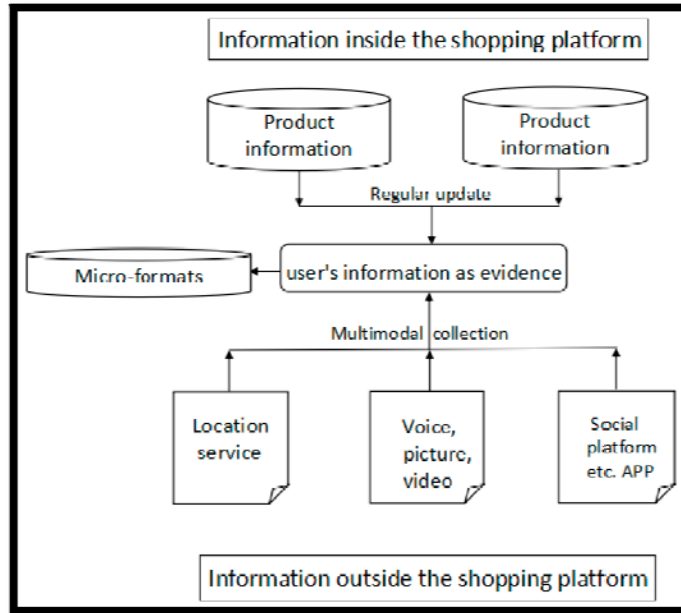 Information inside the shopping platform
Product
information
Product
information
Regular update
Micro-formats
user's information as evidence
Multimodal collection
Location
service
Voice,
picture,
video
Social
platform
etc. APP
Information outside the shopping platform